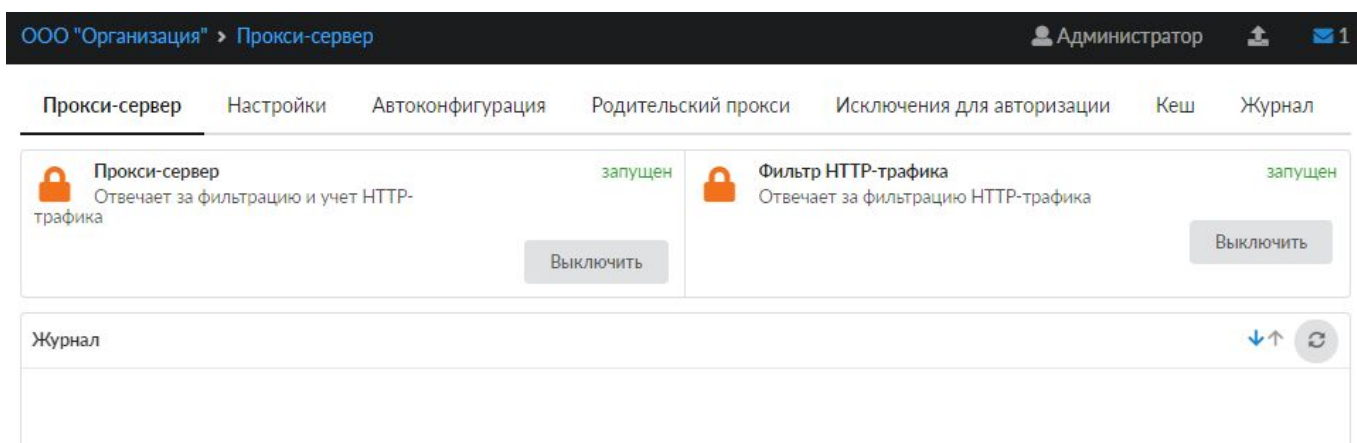 ООО "Организация" > Прокси-сервер
Администратор
1
Прокси-сервер Настройки Автоконфигурация Родительский прокси Исключения для авторизации Кеш Журнал
Прокси-сервер
запущен
Отвечает за фильтрацию и учет HTTP-
трафика
Выключить
Фильтр HTTP-трафика
запущен
Отвечает за фильтрацию HTTP-трафика
Выключить
Журнал